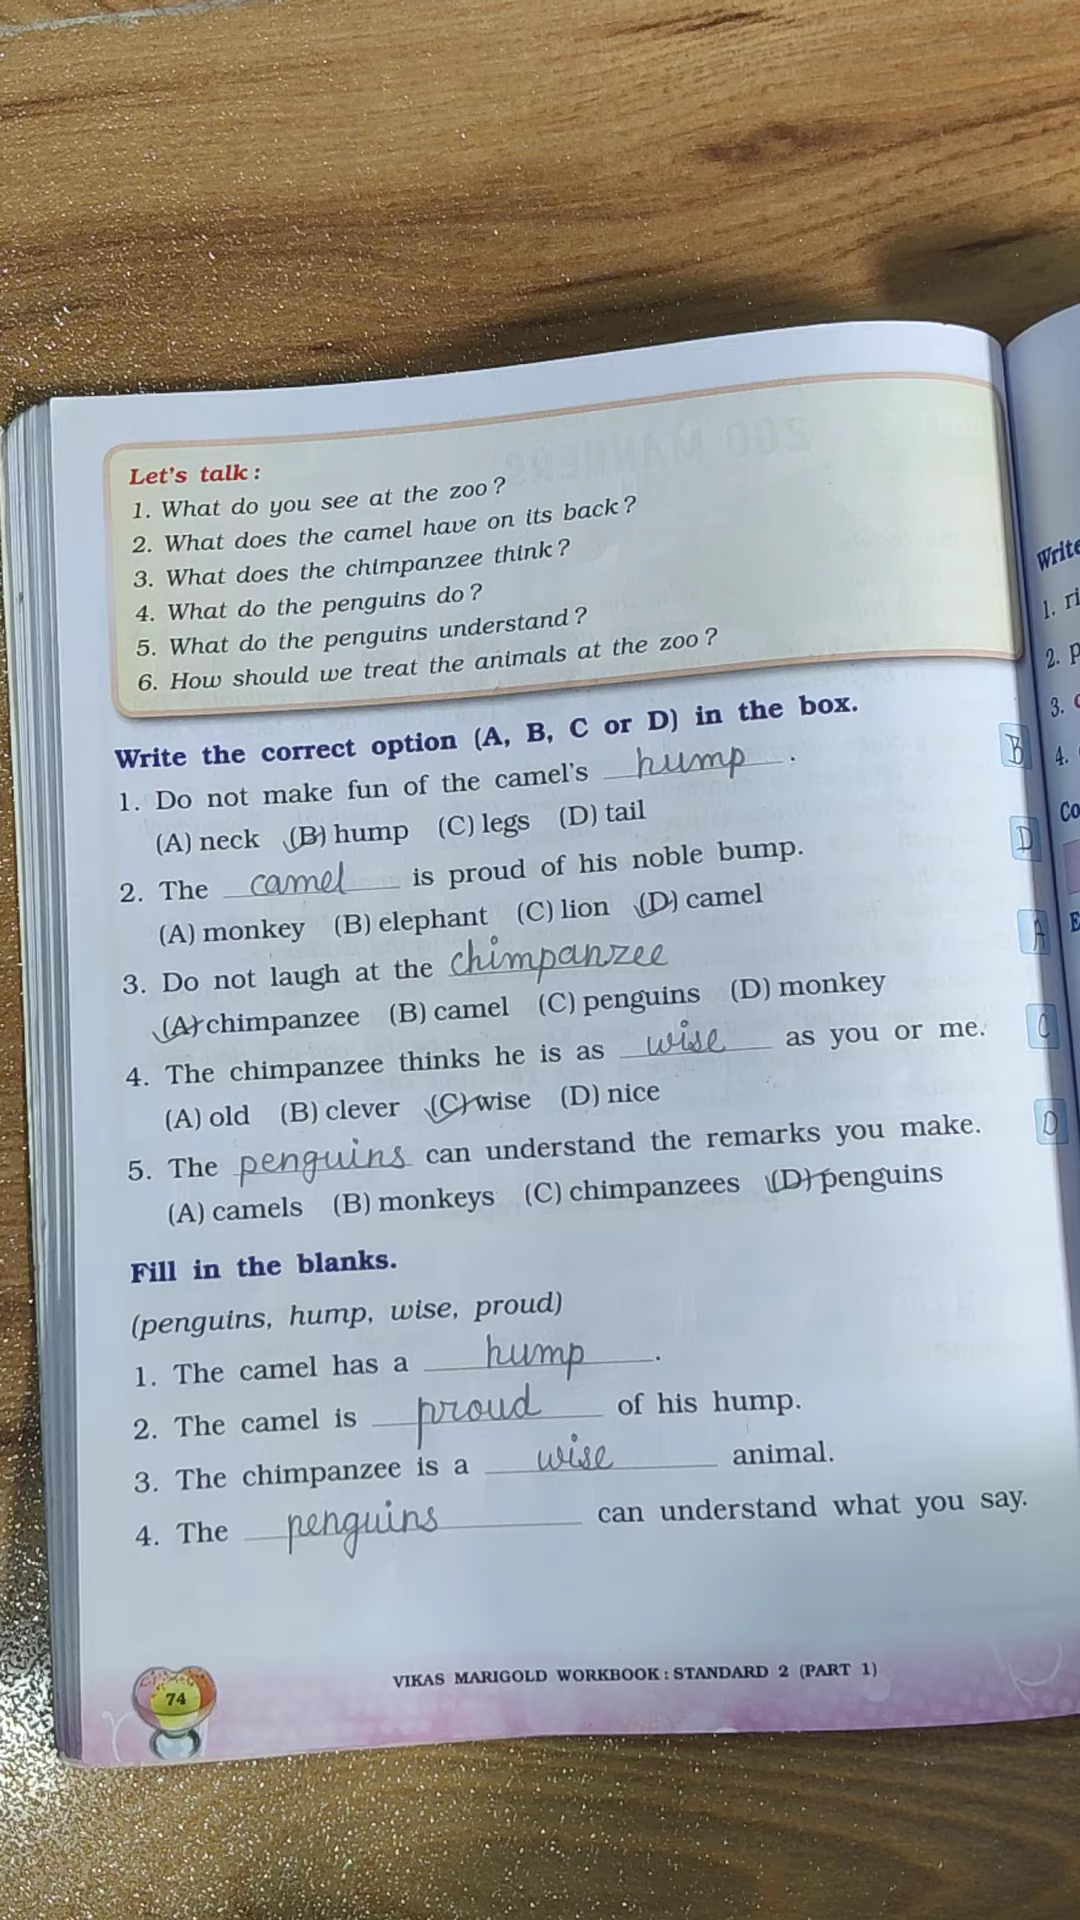 Let's talk :
1. What do you see at the zoo ?
2. What does the camel have on its back ?
3. What does the chimpanzee think ?
4. What do the penguins do ?
5. What do the penguins understand ?
6. How should we treat the animals at the zoo ?
Write the correct option (A, B, C or D) in the box.
1. Do not make fun of the camel's hump . B
(A) neck (B) hump (C) legs (D) tail
2. The camel is proud of his noble bump. D
(A) monkey (B) elephant (C) lion (D) camel
3. Do not laugh at the chimpanzee A
(A) chimpanzee (B) camel (C) penguins (D) monkey
4. The chimpanzee thinks he is as wise as you or me. C
(A) old (B) clever (C) wise (D) nice
5. The penguins can understand the remarks you make. D
(A) camels (B) monkeys (C) chimpanzees (D) penguins
Fill in the blanks.
(penguins, hump, wise, proud)
1. The camel has a hump .
2. The camel is proud of his hump.
3. The chimpanzee is a wise animal.
4. The penguins can understand what you say.
74
VIKAS MARIGOLD WORKBOOK : STANDARD 2 (PART 1)
Write
1.
2.
3.
4.